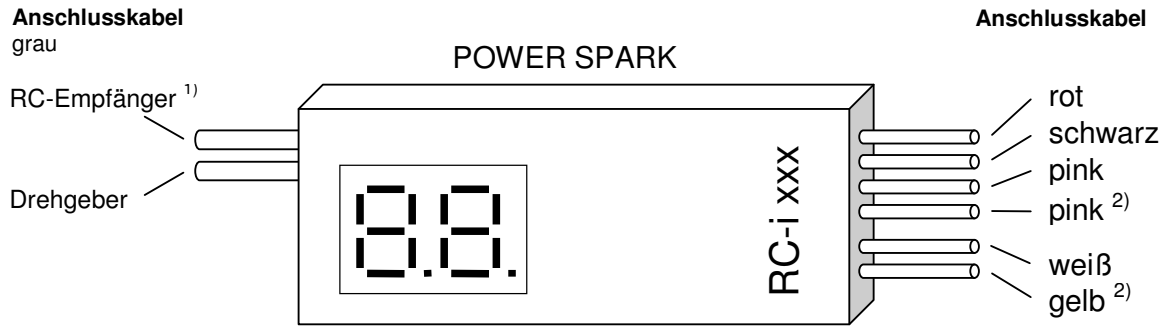 Anschlusskabel
grau
RC-Empfänger 1)
Drehgeber
POWER SPARK
8.8.
RC-i xxx
Anschlusskabel
rot
schwarz
pink
pink 2)
weiß
gelb 2)